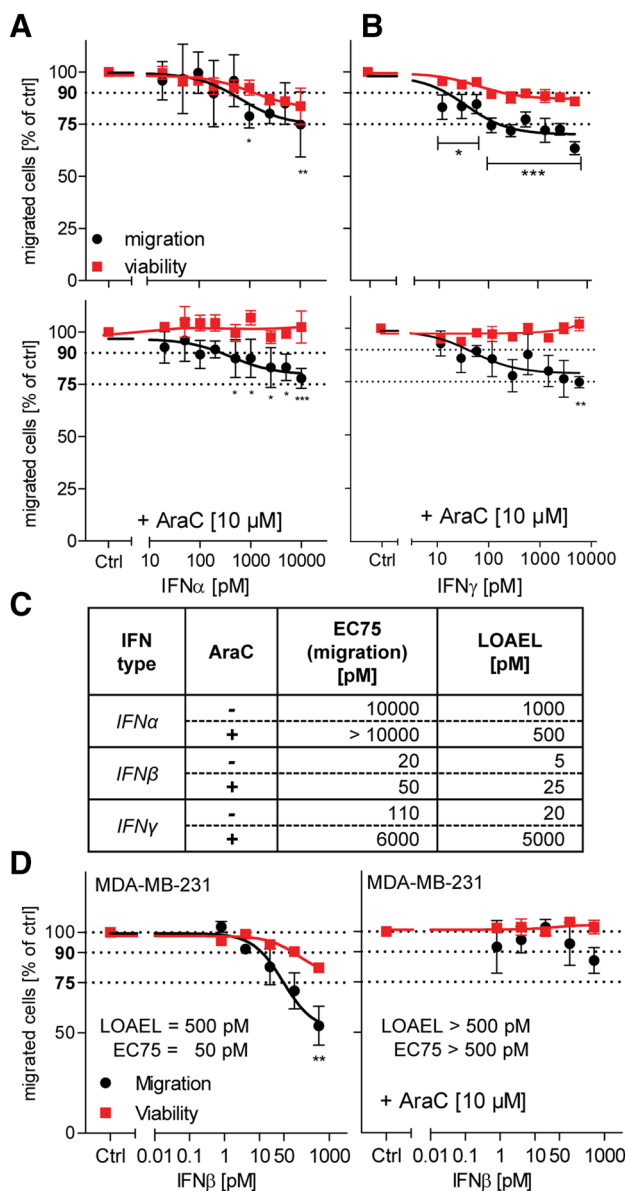 A
B
migrated cells [% of ctrl]
100
90
75
50
25
0
*
**
migration
viability
*
***
migrated cells [% of ctrl]
100
90
75
50
25
0
* * * * ***
+ AraC [10 µM]
Ctrl 10 100 1000 10000
IFNα [pM]
**
+ AraC [10 µM]
Ctrl 10 100 1000 10000
IFNγ [pM]
C
IFN type AraC EC75 (migration) [pM] LOAEL [pM]
IFNα - 10000 1000
+ > 10000 500
IFNβ - 20 5
+ 50 25
IFNγ - 110 20
+ 6000 5000
D
MDA-MB-231
migrated cells [% of ctrl]
100
90
75
50
0
LOAEL = 500 pM
EC75 = 50 pM
**
Migration
Viability
Ctrl 0.01 0.1 1 10 50 1000
IFNβ [pM]
MDA-MB-231
LOAEL > 500 pM
EC75 > 500 pM
+ AraC [10 µM]
Ctrl 0.01 0.1 1 10 50 1000
IFNβ [pM]